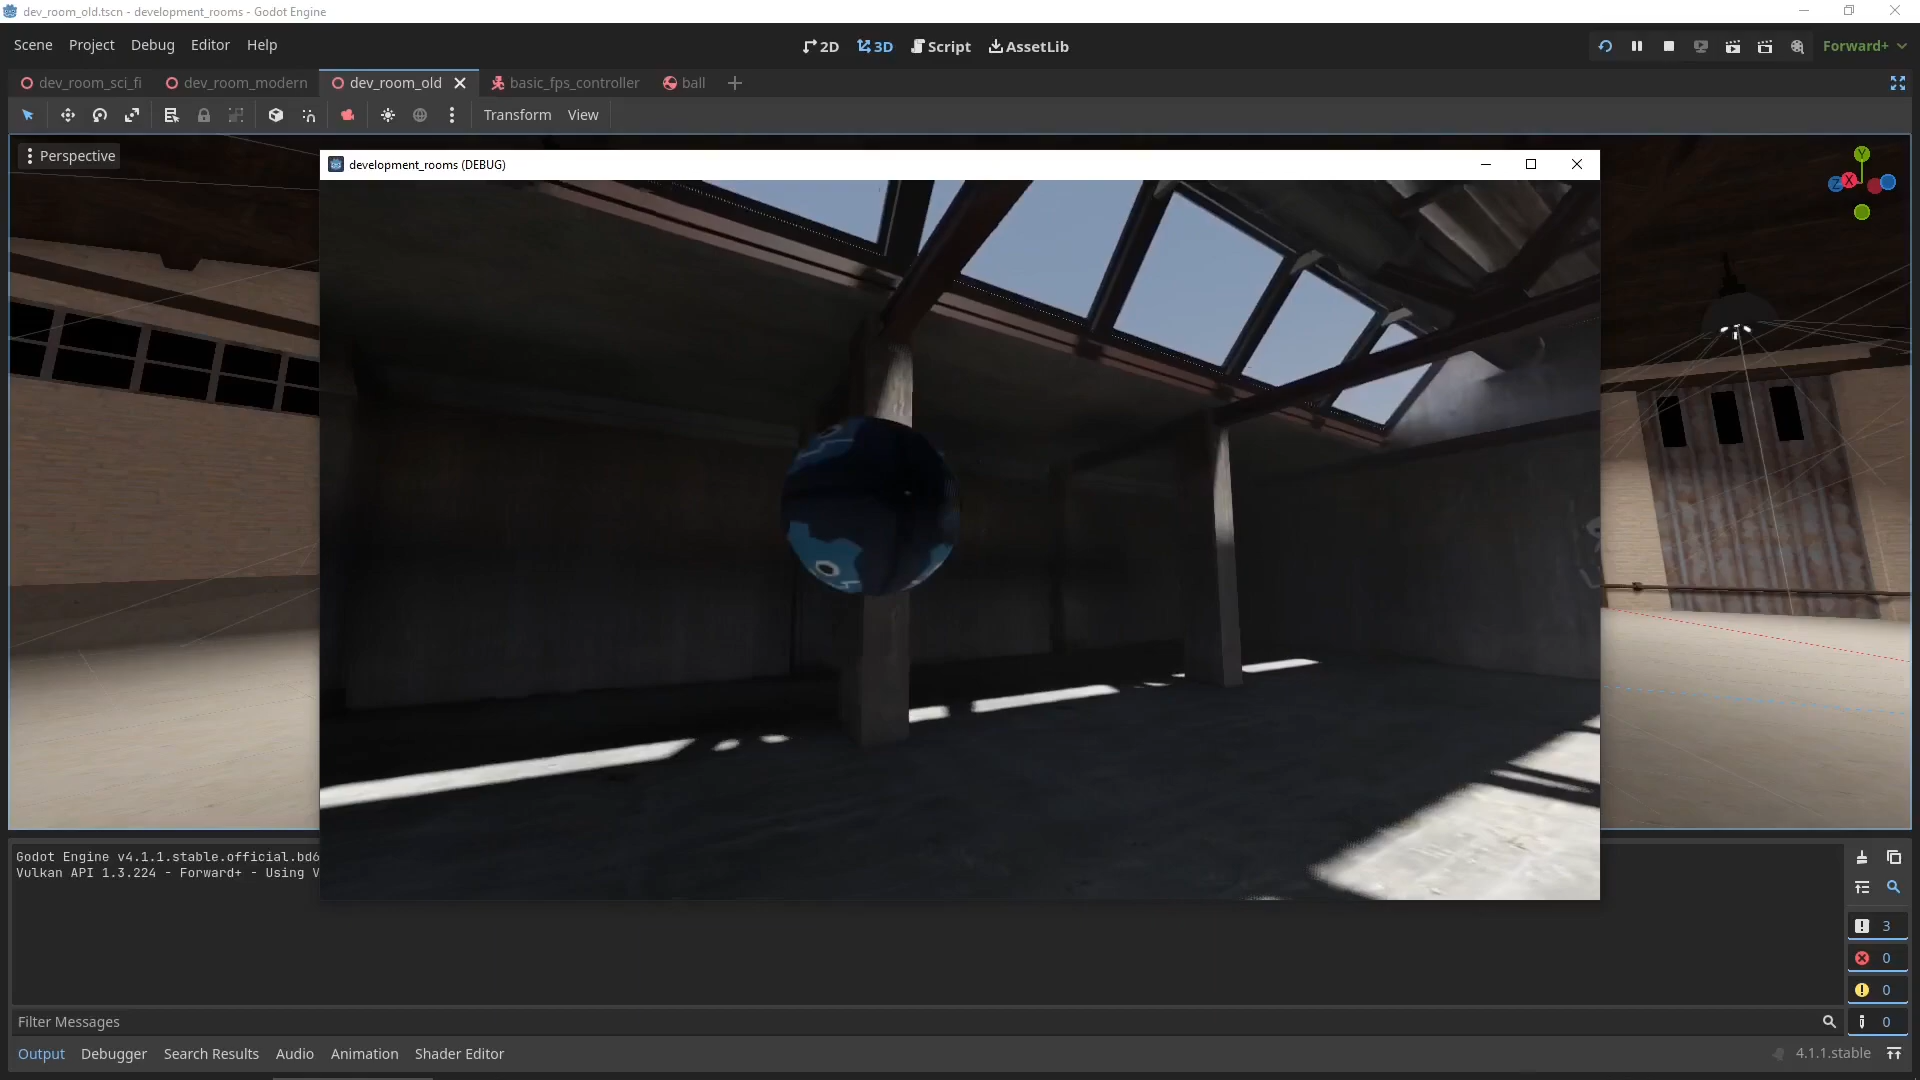 dev_room_old.tscn - development_rooms - Godot Engine
Scene Project Debug Editor Help
2D 3D Script AssetLib
Forward+
dev_room_sci_fi dev_room_modern dev_room_old basic_fps_controller ball
Transform View
Perspective
Y
Z X
development_rooms (DEBUG)
Godot Engine v4.1.1.stable.official.bd6
Vulkan API 1.3.224 - Forward+ - Using V
3
0
0
0
Filter Messages
Output Debugger Search Results Audio Animation Shader Editor
4.1.1.stable